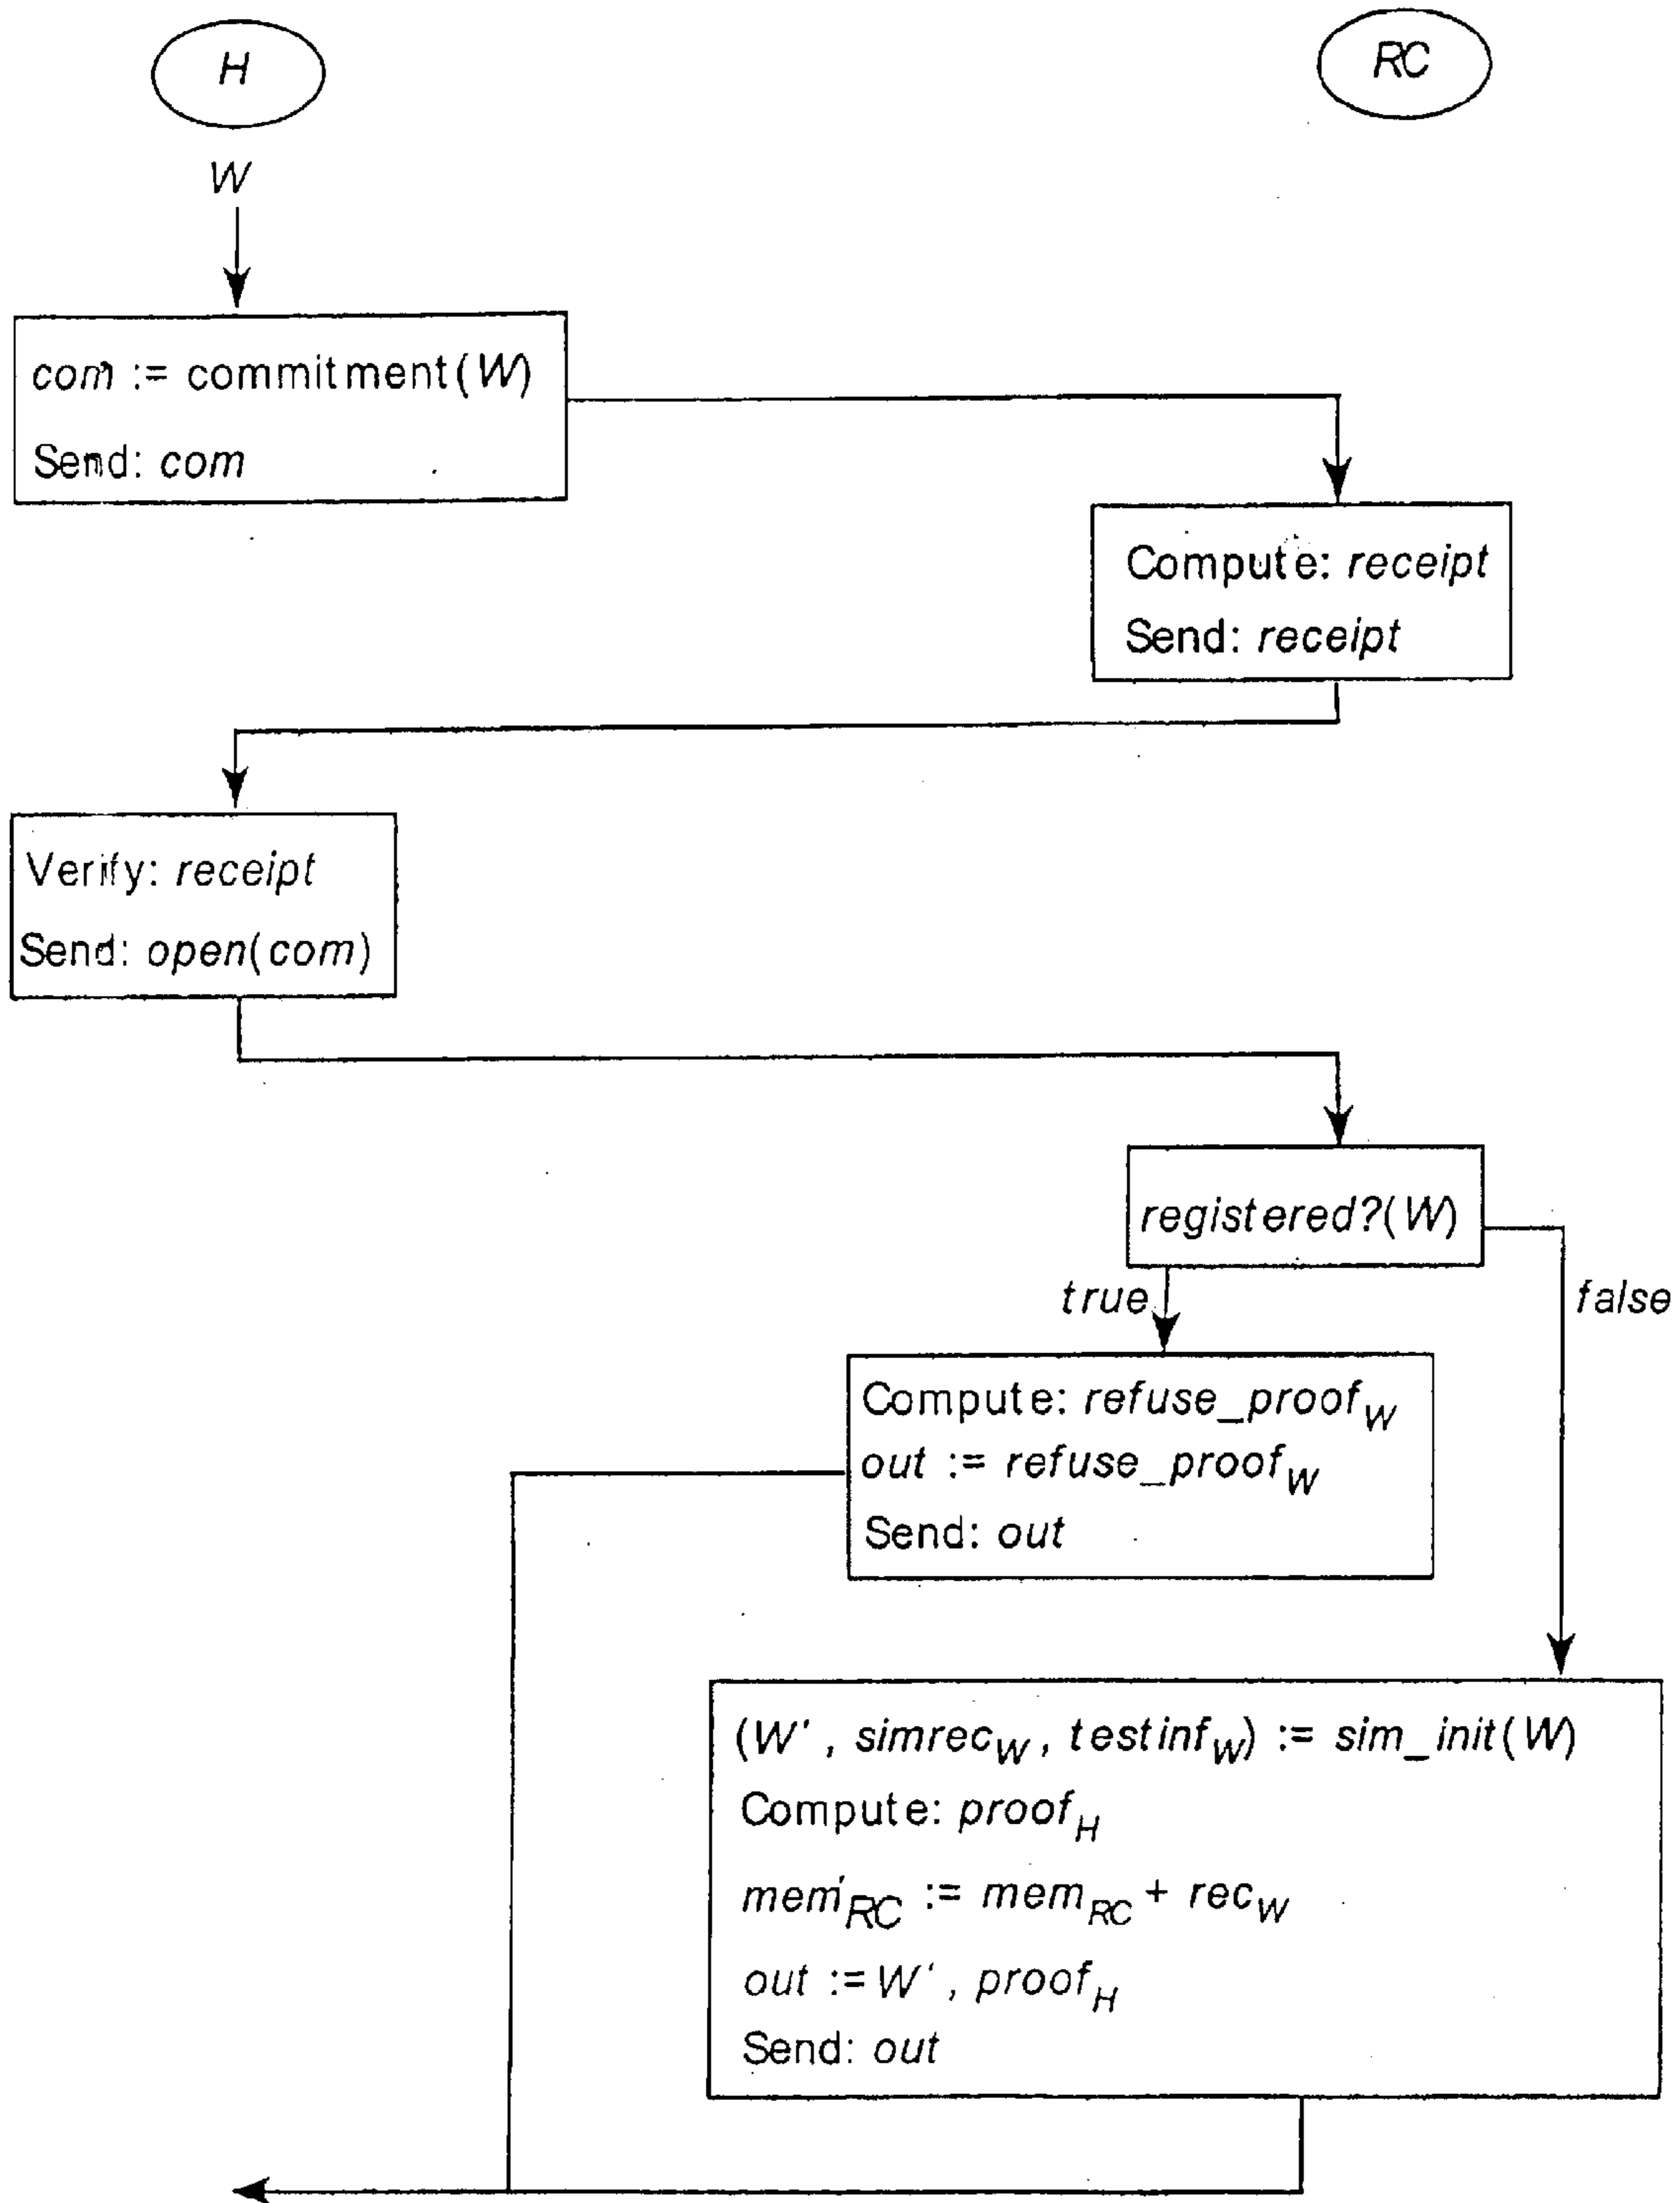 H
RC
W
com := commitment(W)
Send: com
Compute: receipt
Send: receipt
Verify: receipt
Send: open(com)
registered?(W)
true
false
Compute: refuse_proof_W
out := refuse_proof_W
Send: out
(W', simrec_W, testinf_W) := sim_init(W)
Compute: proof_H
mem'_RC := mem_RC + rec_W
out := W', proof_H
Send: out